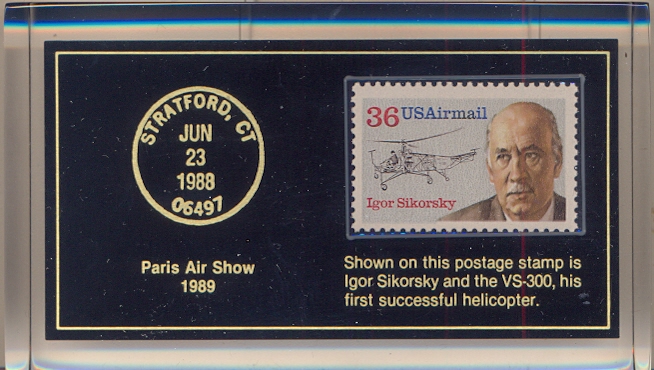 STRATFORD, CT
JUN
23
1988
06497
Paris Air Show
1989
36 USAirmail
Igor Sikorsky
Shown on this postage stamp is
Igor Sikorsky and the VS-300, his
first successful helicopter.